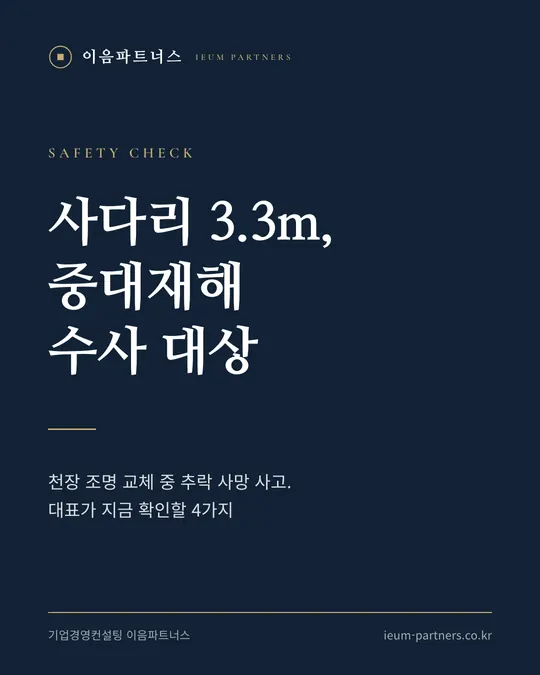 이음파트너스 IEUM PARTNERS
SAFETY CHECK
사다리 3.3m,
중대재해
수사 대상
천장 조명 교체 중 추락 사망 사고.
대표가 지금 확인할 4가지
기업경영컨설팅 이음파트너스 ieum-partners.co.kr